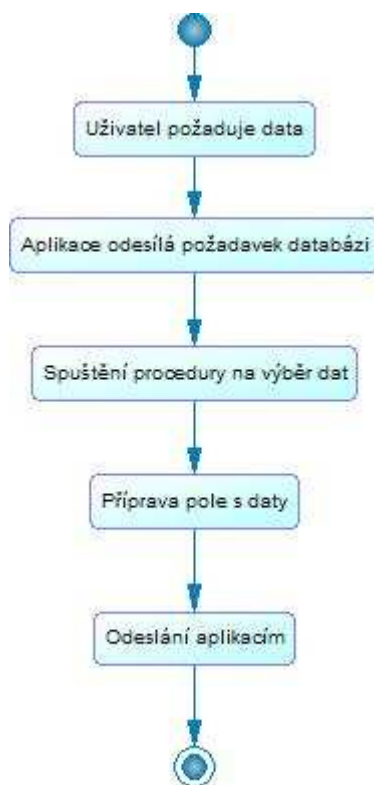 Uživatel požaduje data
Aplikace odesílá požadavek databázi
Spuštění procedury na výběr dat
Příprava pole s daty
Odeslání aplikacím